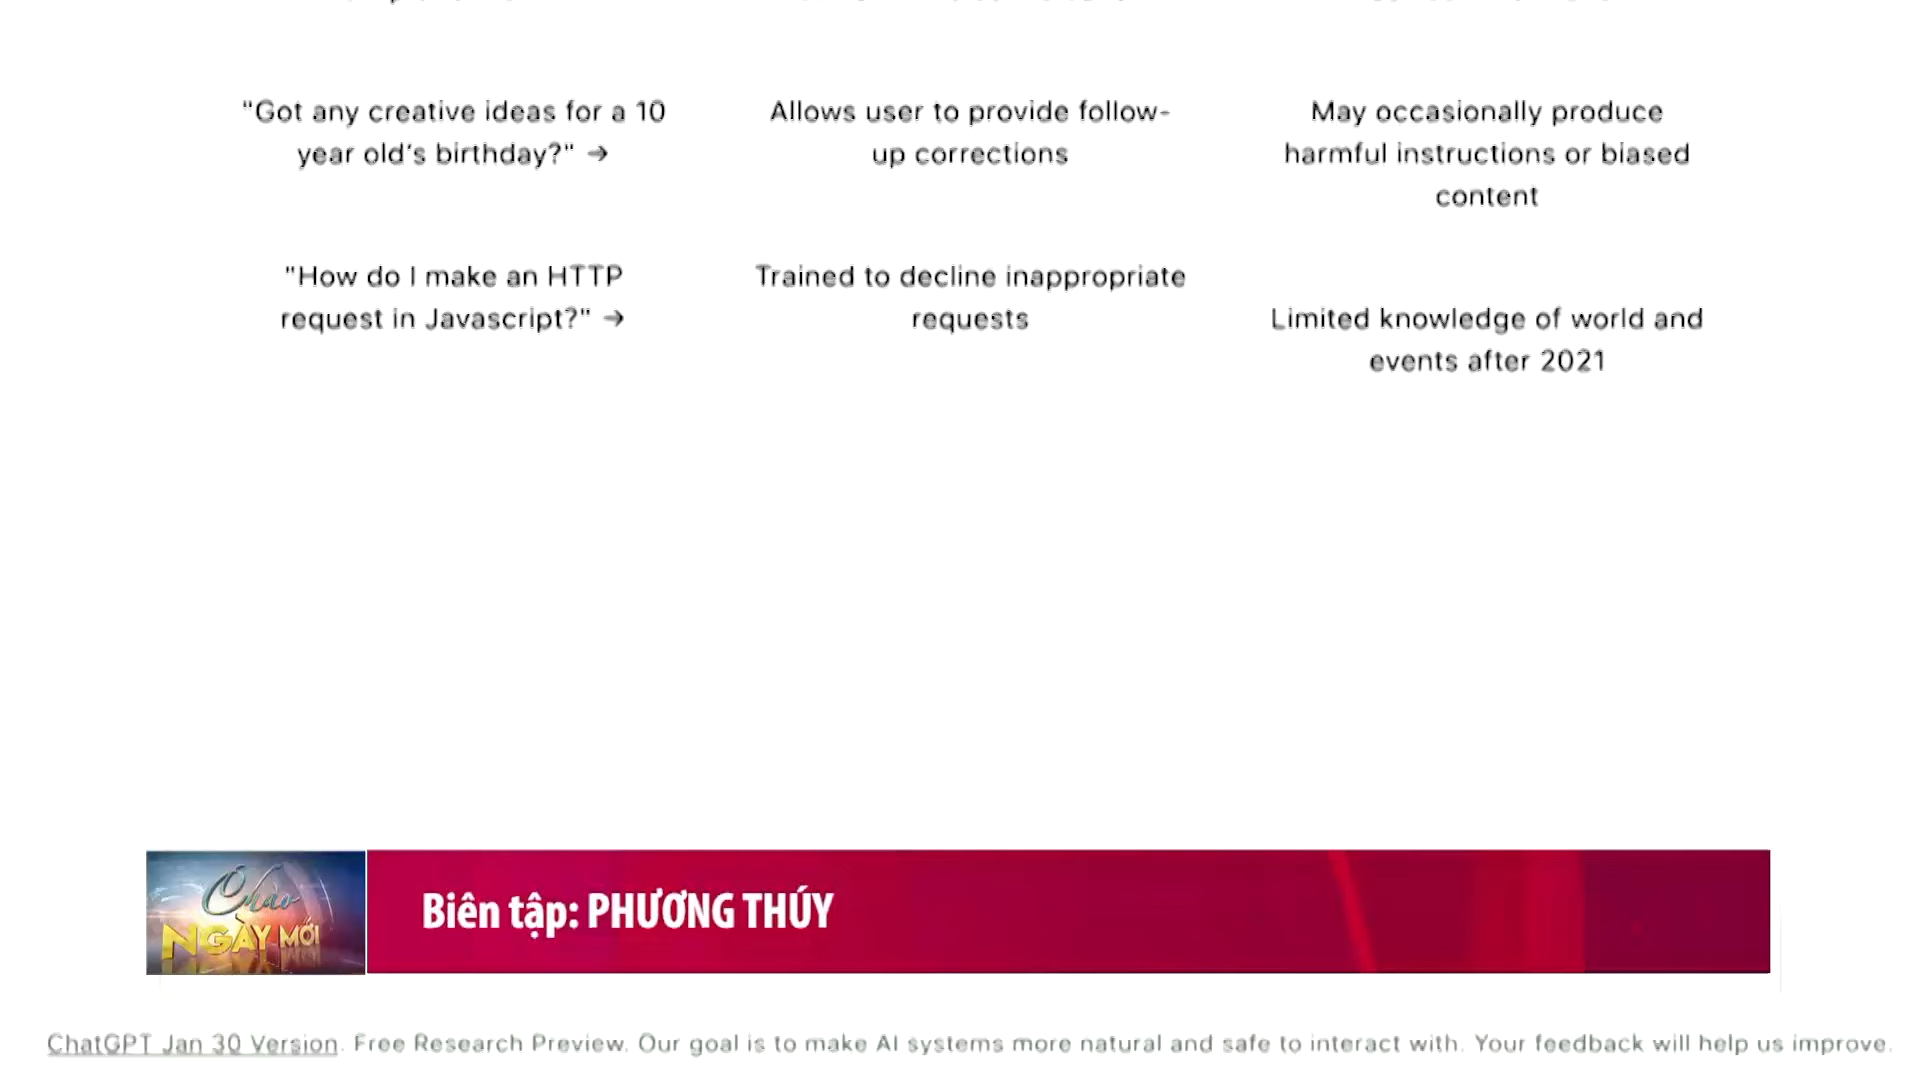 "Got any creative ideas for a 10
year old's birthday?" →
Allows user to provide follow-
up corrections
May occasionally produce
harmful instructions or biased
content
"How do I make an HTTP
request in Javascript?" →
Trained to decline inappropriate
requests
Limited knowledge of world and
events after 2021
Chào
NGÀY MỚI
Biên tập: PHƯƠNG THÚY
ChatGPT Jan 30 Version. Free Research Preview. Our goal is to make AI systems more natural and safe to interact with. Your feedback will help us improve.